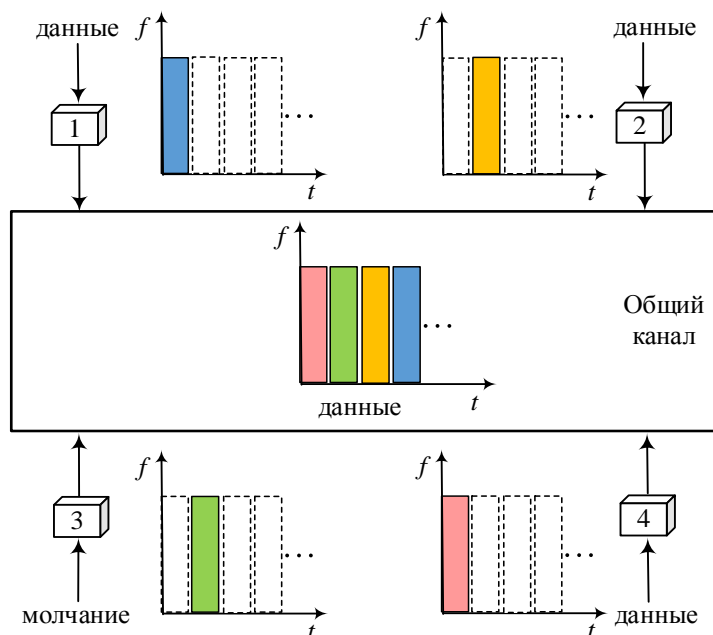 данные
f
t
1
данные
f
t
2
f
t
данные
Общий
канал
f
t
3
молчание
f
t
4
данные